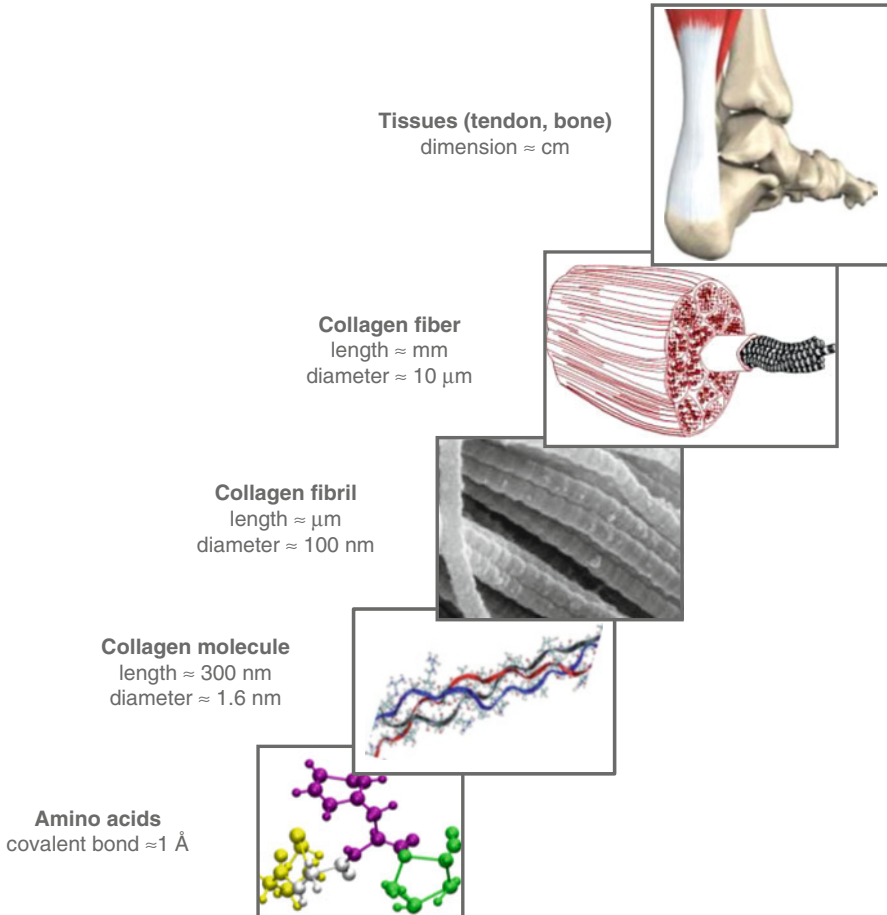 Tissues (tendon, bone)
dimension ≈ cm
Collagen fiber
length ≈ mm
diameter ≈ 10 μm
Collagen fibril
length ≈ μm
diameter ≈ 100 nm
Collagen molecule
length ≈ 300 nm
diameter ≈ 1.6 nm
Amino acids
covalent bond ≈1 Å